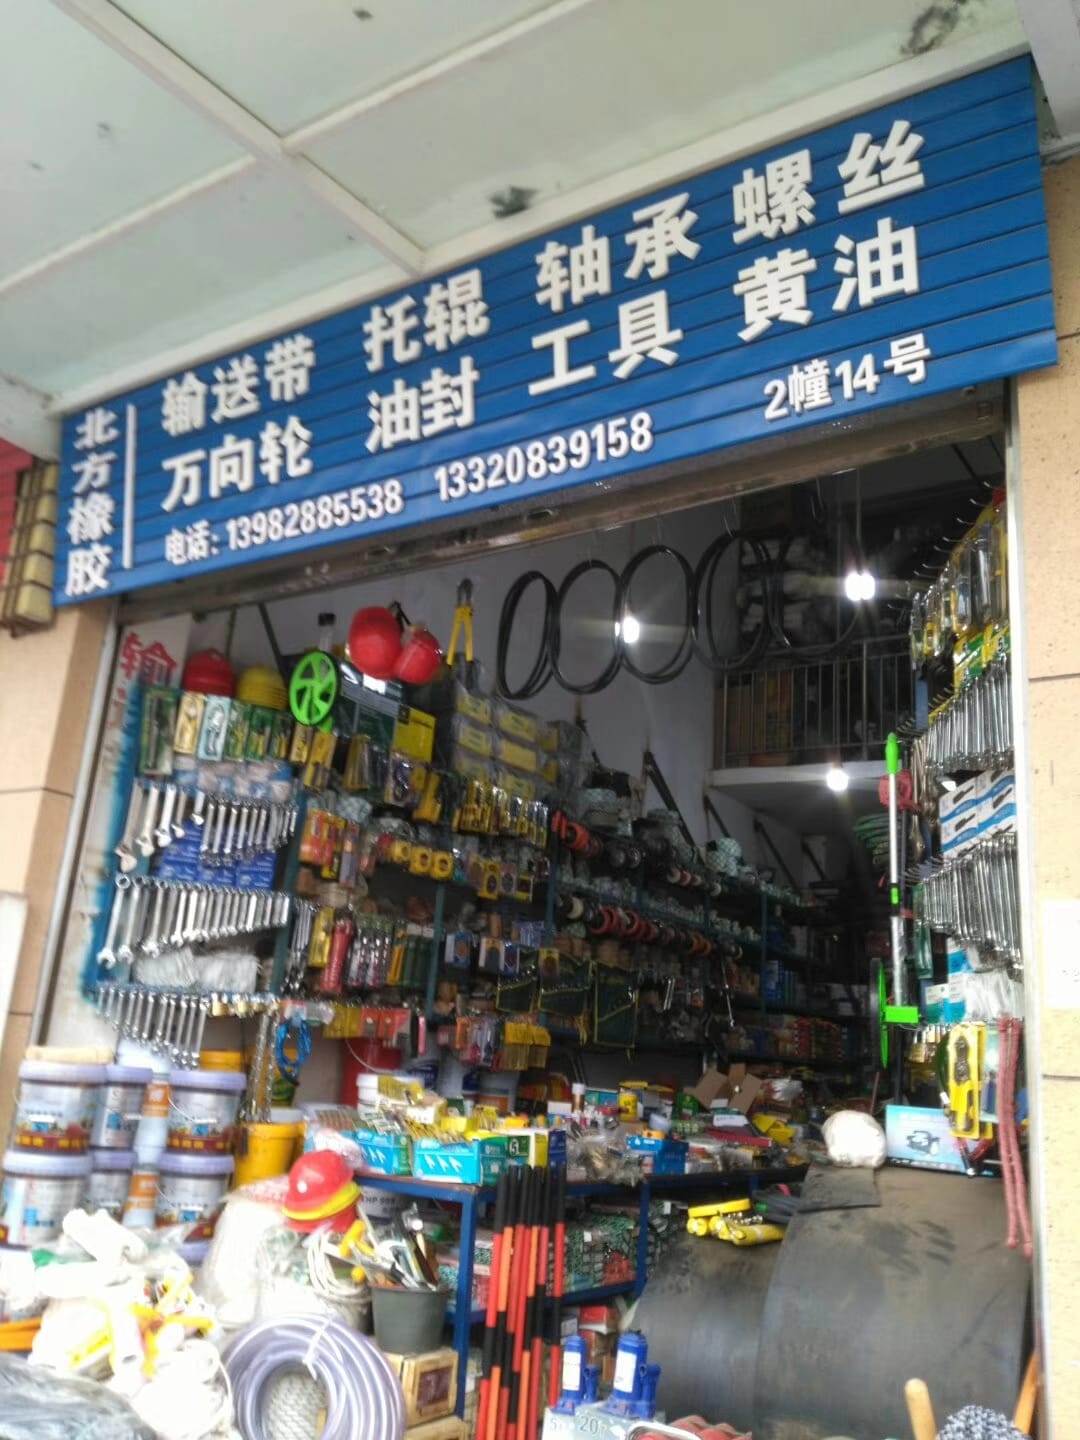 北方橡胶
输送带 托辊 轴承 螺丝
万向轮 油封 工具 黄油
电话:13982885538 13320839158 2幢14号
输